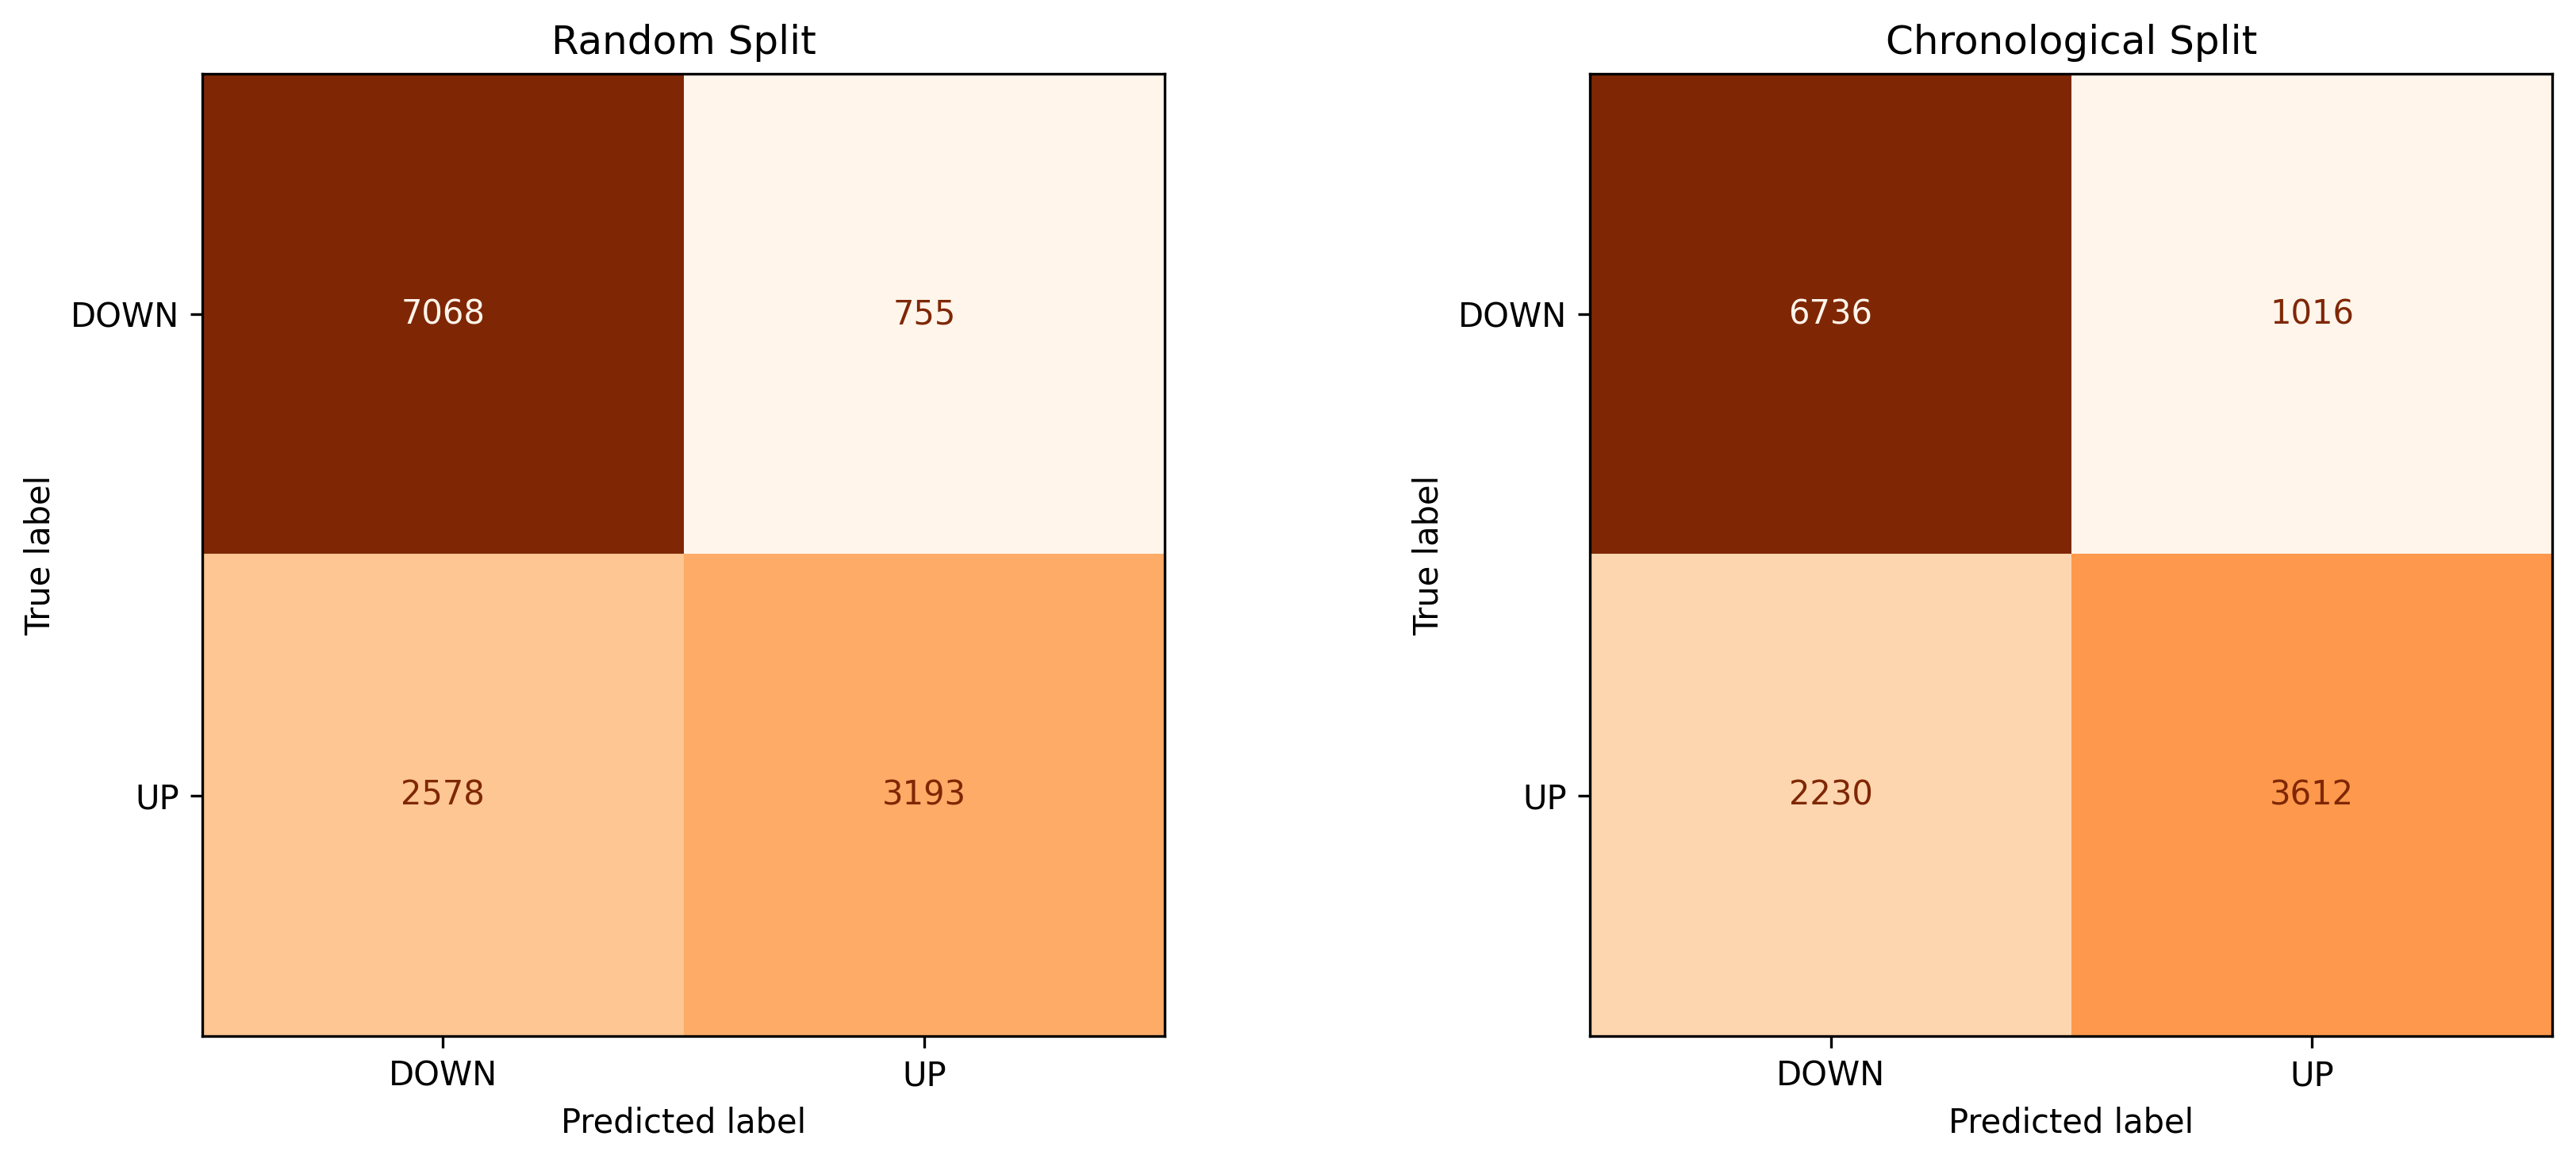 Random Split
True label
DOWN
7068
755
UP
2578
3193
DOWN
UP
Predicted label
Chronological Split
True label
DOWN
6736
1016
UP
2230
3612
DOWN
UP
Predicted label